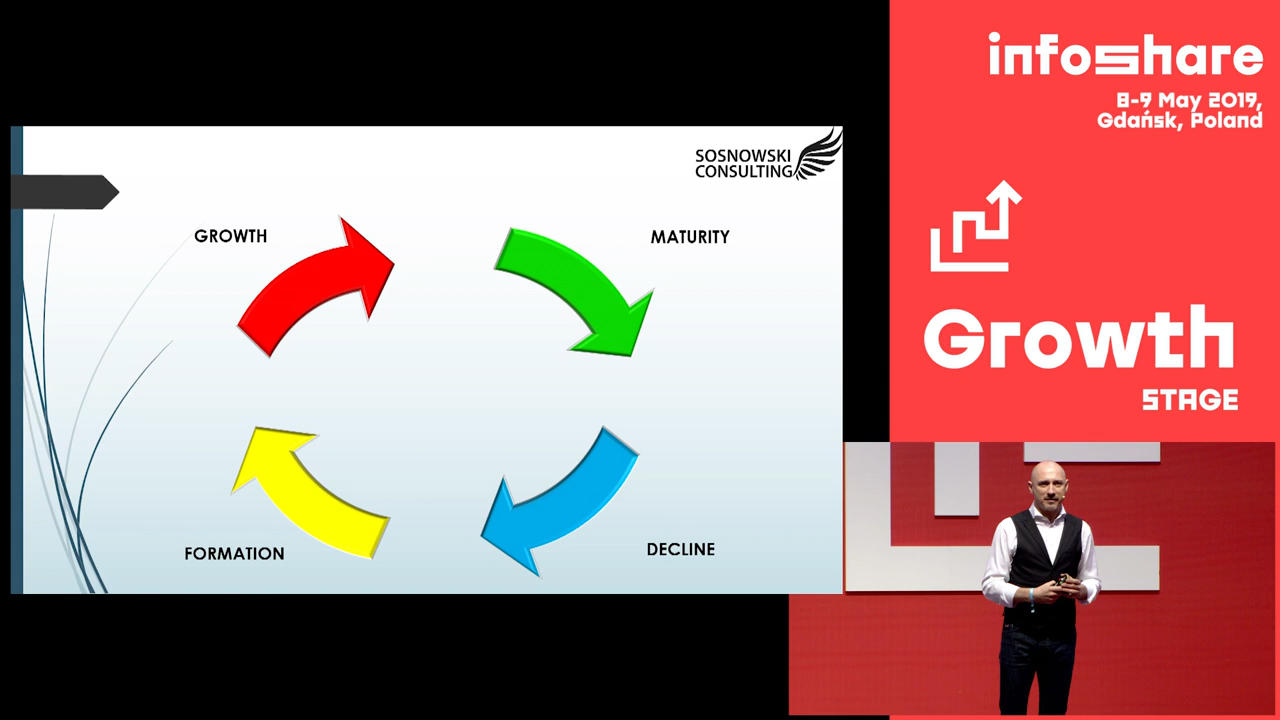 SOSNOWSKI
CONSULTING
GROWTH
MATURITY
FORMATION
DECLINE
infoshare
8-9 May 2019,
Gdańsk, Poland
Growth
STAGE